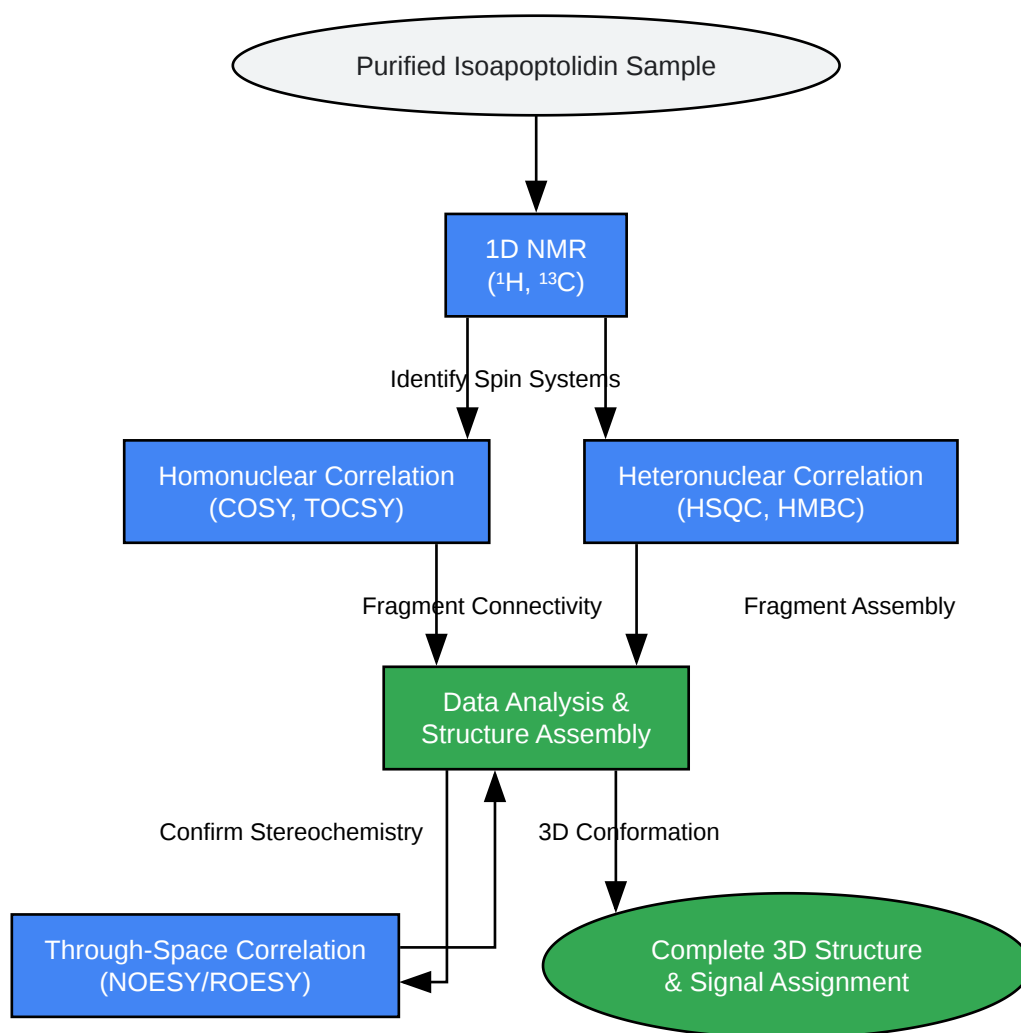 Purified Isoapoptolidin Sample
1D NMR
(¹H, ¹³C)
Identify Spin Systems
Homonuclear Correlation
(COSY, TOCSY)
Heteronuclear Correlation
(HSQC, HMBC)
Fragment Connectivity
Fragment Assembly
Data Analysis &
Structure Assembly
Confirm Stereochemistry
3D Conformation
Through-Space Correlation
(NOESY/ROESY)
Complete 3D Structure
& Signal Assignment